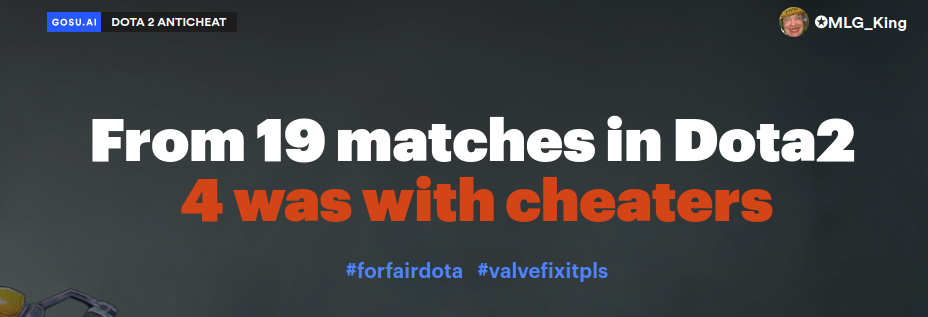 GOSU.AI DOTA 2 ANTICHEAT
✪MLG_King
From 19 matches in Dota2
4 was with cheaters
#forfairdota #valvefixitpls